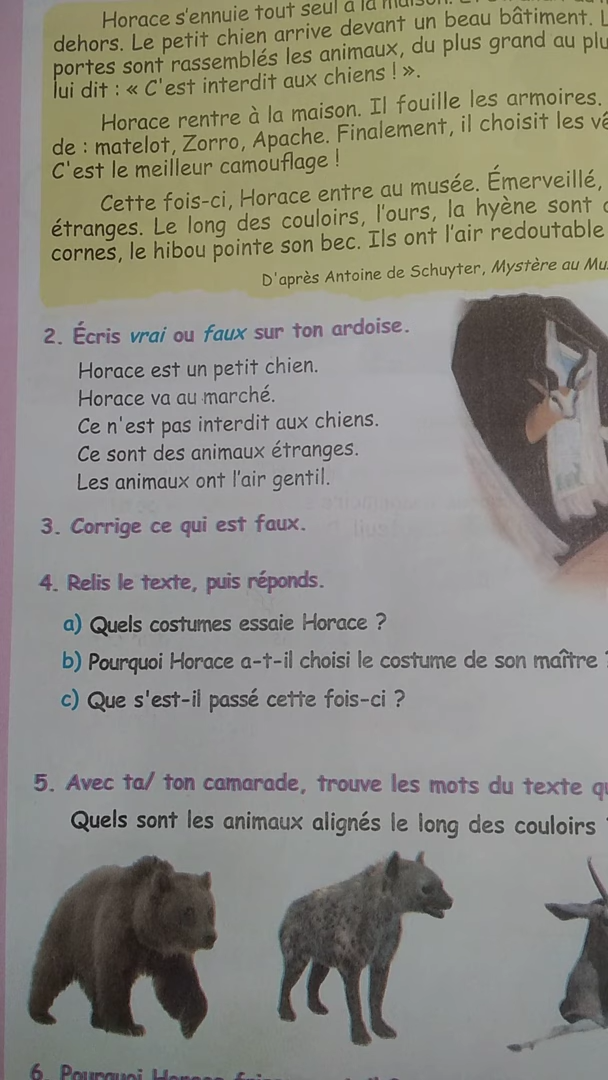 Horace s'ennuie tout seul à la maison.
dehors. Le petit chien arrive devant un beau bâtiment.
portes sont rassemblés les animaux, du plus grand au plu
lui dit : « C'est interdit aux chiens ! ».
Horace rentre à la maison. Il fouille les armoires.
de : matelot, Zorro, Apache. Finalement, il choisit les vê
C'est le meilleur camouflage !
Cette fois-ci, Horace entre au musée. Émerveillé,
étranges. Le long des couloirs, l'ours, la hyène sont
cornes, le hibou pointe son bec. Ils ont l'air redoutable
D'après Antoine de Schuyter, Mystère au Mu
2. Écris vrai ou faux sur ton ardoise.
Horace est un petit chien.
Horace va au marché.
Ce n'est pas interdit aux chiens.
Ce sont des animaux étranges.
Les animaux ont l'air gentil.
3. Corrige ce qui est faux.
4. Relis le texte, puis réponds.
a) Quels costumes essaie Horace ?
b) Pourquoi Horace a-t-il choisi le costume de son maître ?
c) Que s'est-il passé cette fois-ci ?
5. Avec ta/ ton camarade, trouve les mots du texte qu
Quels sont les animaux alignés le long des couloirs
6. Pourquoi Horace